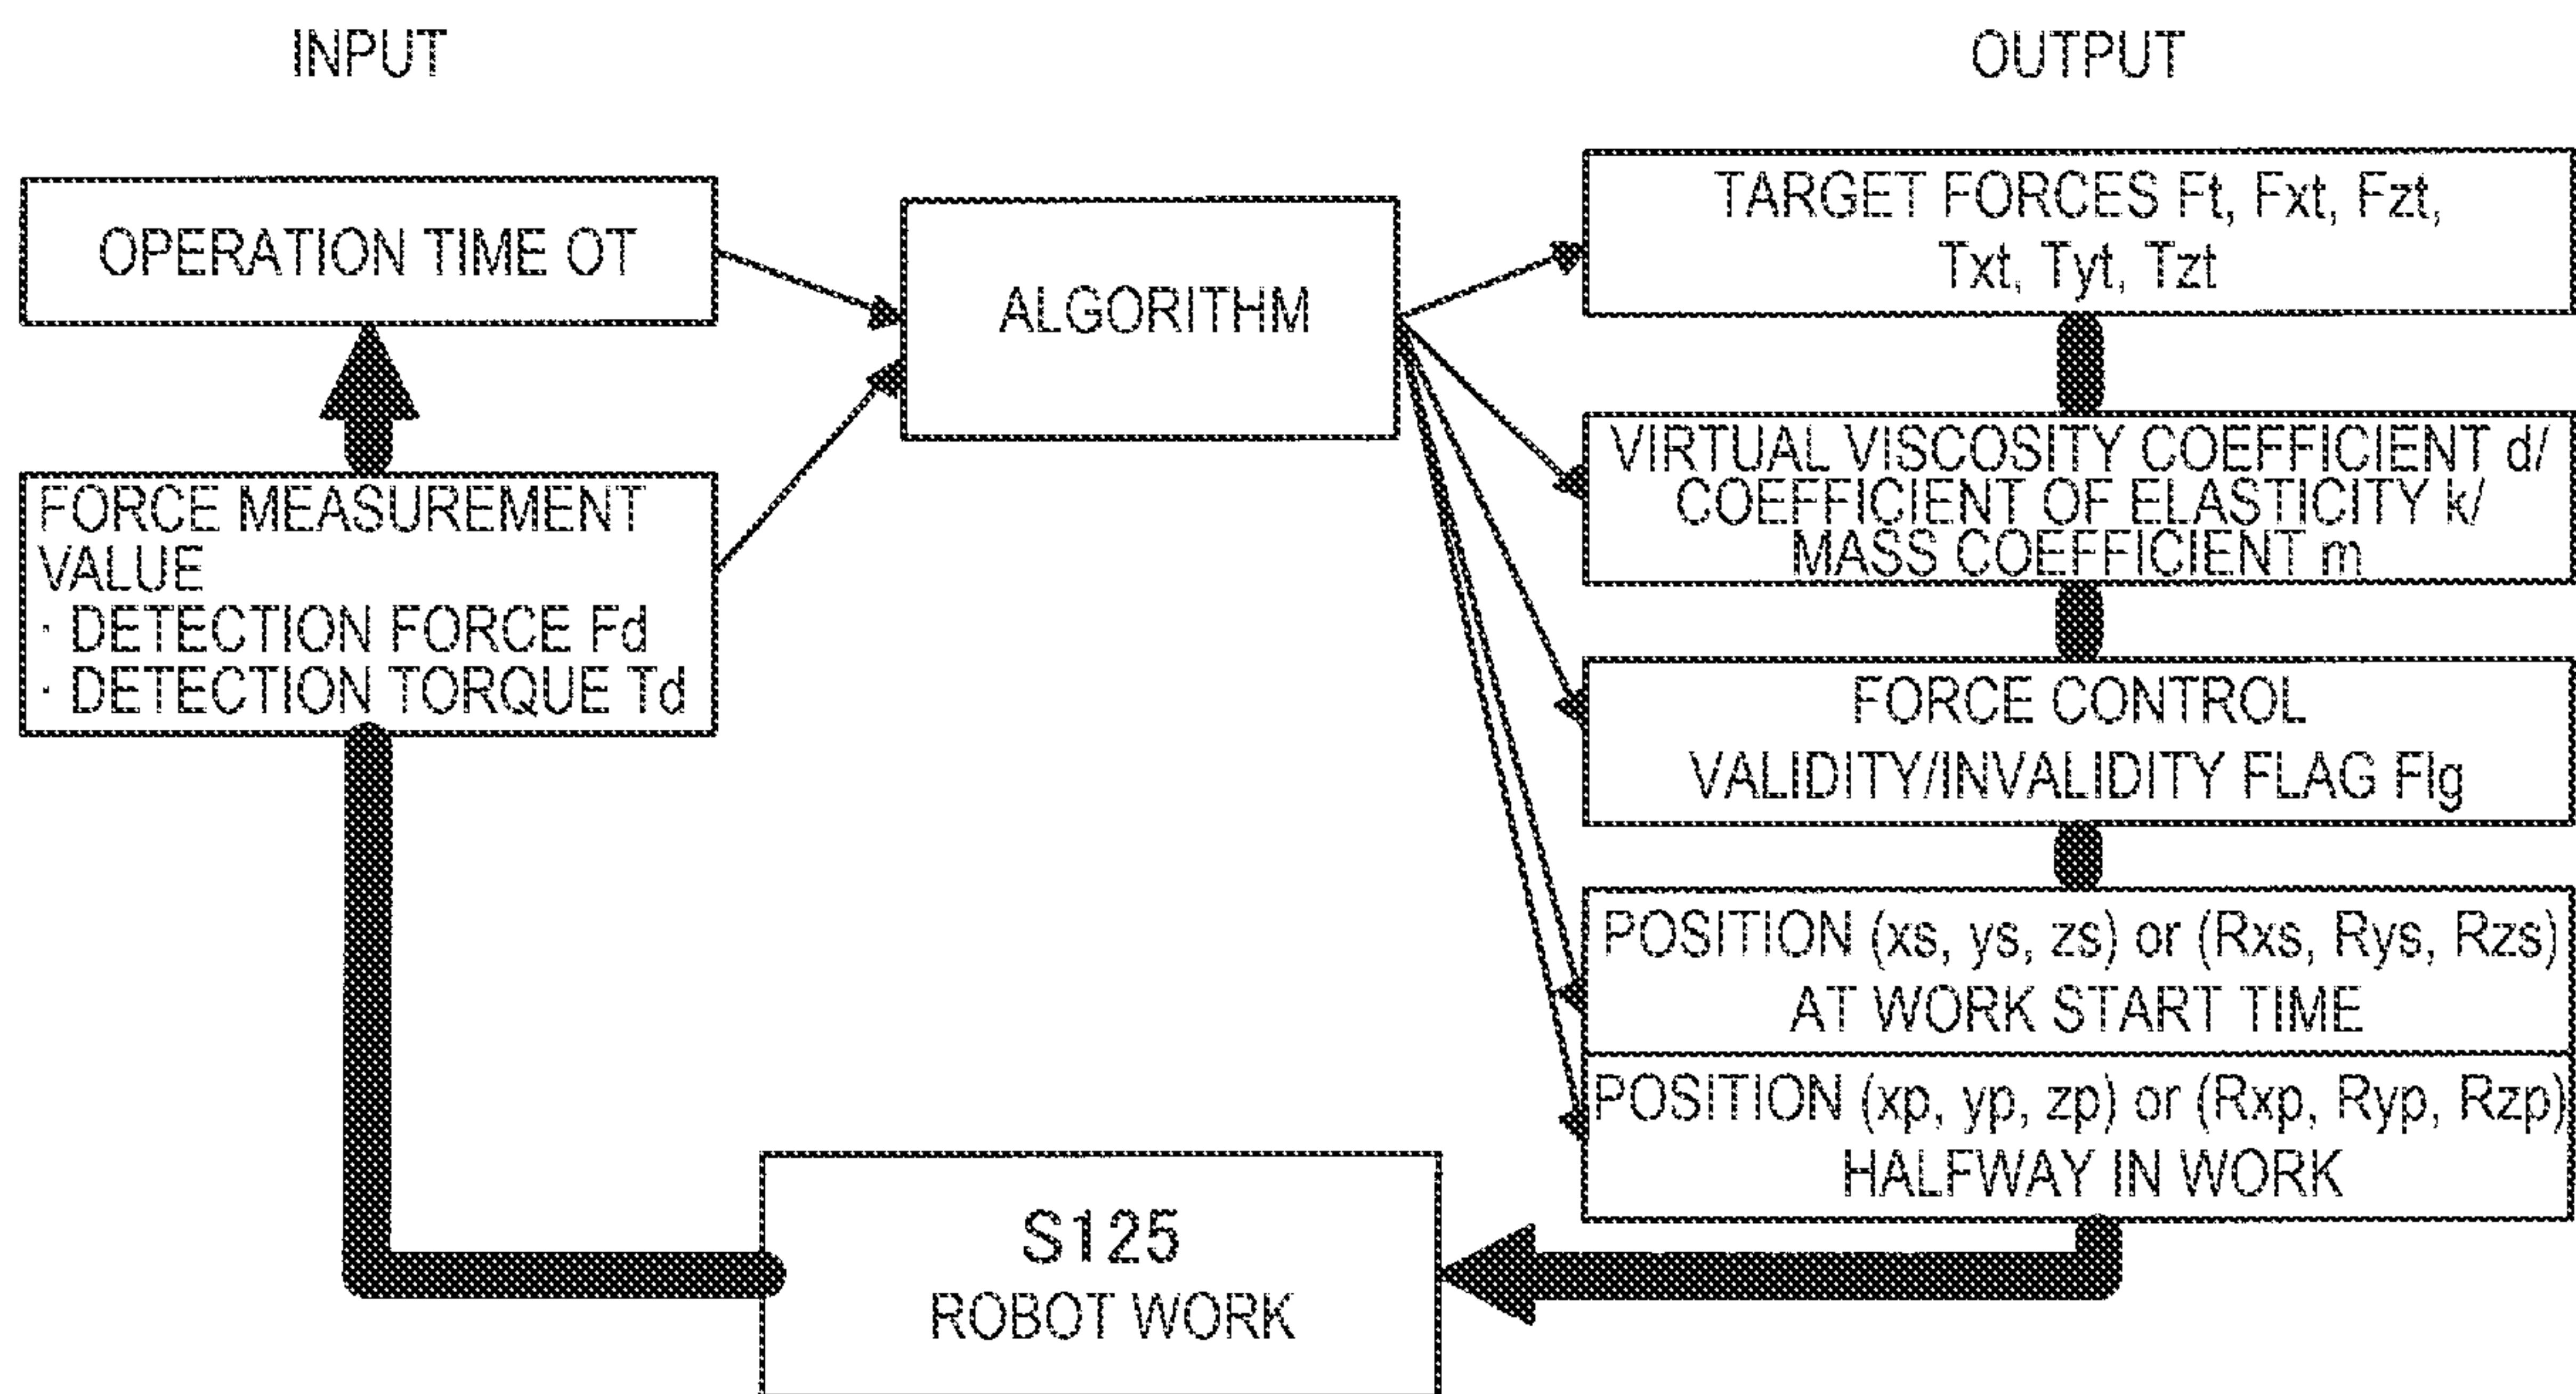 INPUT
OUTPUT
OPERATION TIME OT
FORCE MEASUREMENT
VALUE
· DETECTION FORCE Fd
· DETECTION TORQUE Td
ALGORITHM
TARGET FORCES Ft, Fxt, Fzt,
Txt, Tyt, Tzt
VIRTUAL VISCOSITY COEFFICIENT d/
COEFFICIENT OF ELASTICITY k/
MASS COEFFICIENT m
FORCE CONTROL
VALIDITY/INVALIDITY FLAG Flg
POSITION (xs, ys, zs) or (Rxs, Rys, Rzs)
AT WORK START TIME
POSITION (xp, yp, zp) or (Rxp, Ryp, Rzp)
HALFWAY IN WORK
S125
ROBOT WORK